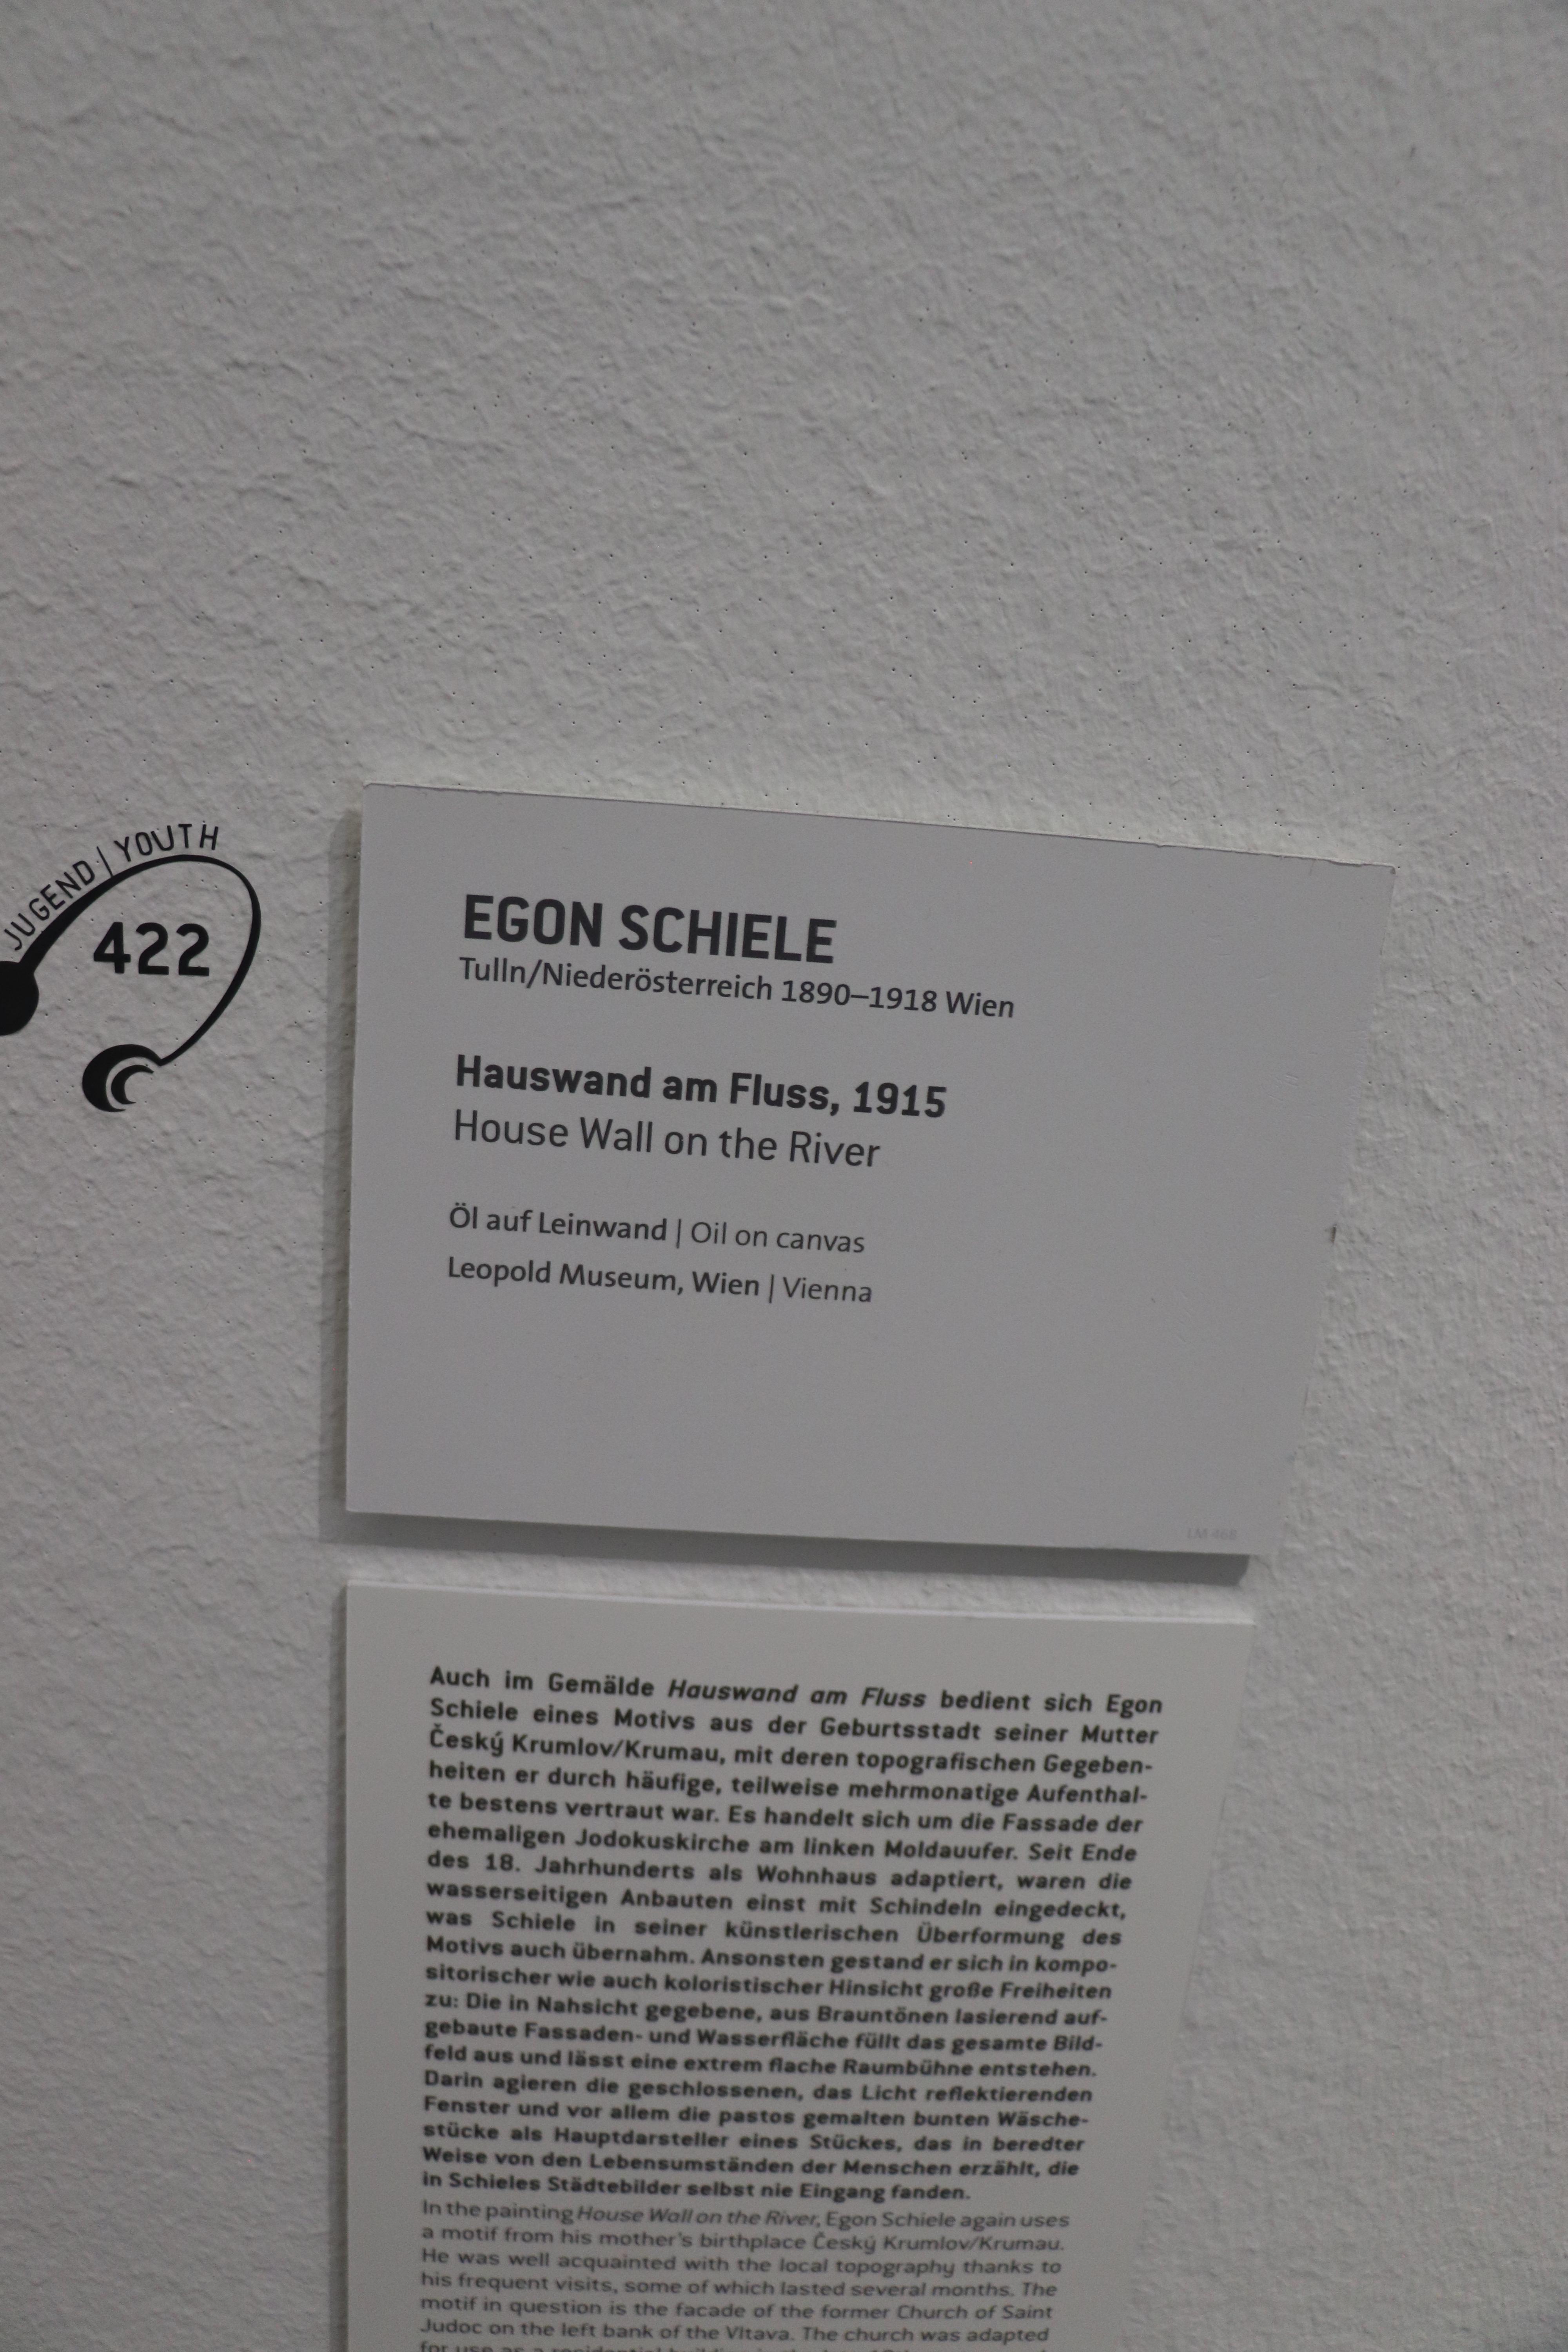 JUGEND | YOUTH
422
EGON SCHIELE
Tulln/Niederösterreich 1890–1918 Wien
Hauswand am Fluss, 1915
House Wall on the River
Öl auf Leinwand | Oil on canvas
Leopold Museum, Wien | Vienna
Auch im Gemälde Hauswand am Fluss bedient sich Egon
Schiele eines Motivs aus der Geburtsstadt seiner Mutter
Český Krumlov/Krumau, mit deren topografischen Gegeben-
heiten er durch häufige, teilweise mehrmonatige Aufenthal-
te bestens vertraut war. Es handelt sich um die Fassade der
ehemaligen Jodokuskirche am linken Moldauufer. Seit Ende
des 18. Jahrhunderts als Wohnhaus adaptiert, waren die
wasserseitigen Anbauten einst mit Schindeln eingedeckt,
was Schiele in seiner künstlerischen Überformung des
Motivs auch übernahm. Ansonsten gestand er sich in kompo-
sitorischer wie auch koloristischer Hinsicht große Freiheiten
zu: Die in Nahsicht gegebene, aus Brauntönen lasierend auf-
gebaute Fassaden- und Wasserfläche füllt das gesamte Bild-
feld aus und lässt eine extrem flache Raumbühne entstehen.
Darin agieren die geschlossenen, das Licht reflektierenden
Fenster und vor allem die pastos gemalten bunten Wäsche-
stücke als Hauptdarsteller eines Stückes, das in beredter
Weise von den Lebensumständen der Menschen erzählt, die
in Schieles Städtebilder selbst nie Eingang fanden.
In the painting House Wall on the River, Egon Schiele again uses
a motif from his mother's birthplace Český Krumlov/Krumau.
He was well acquainted with the local topography thanks to
his frequent visits, some of which lasted several months. The
motif in question is the facade of the former Church of Saint
Judoc on the left bank of the Vltava. The church was adapted